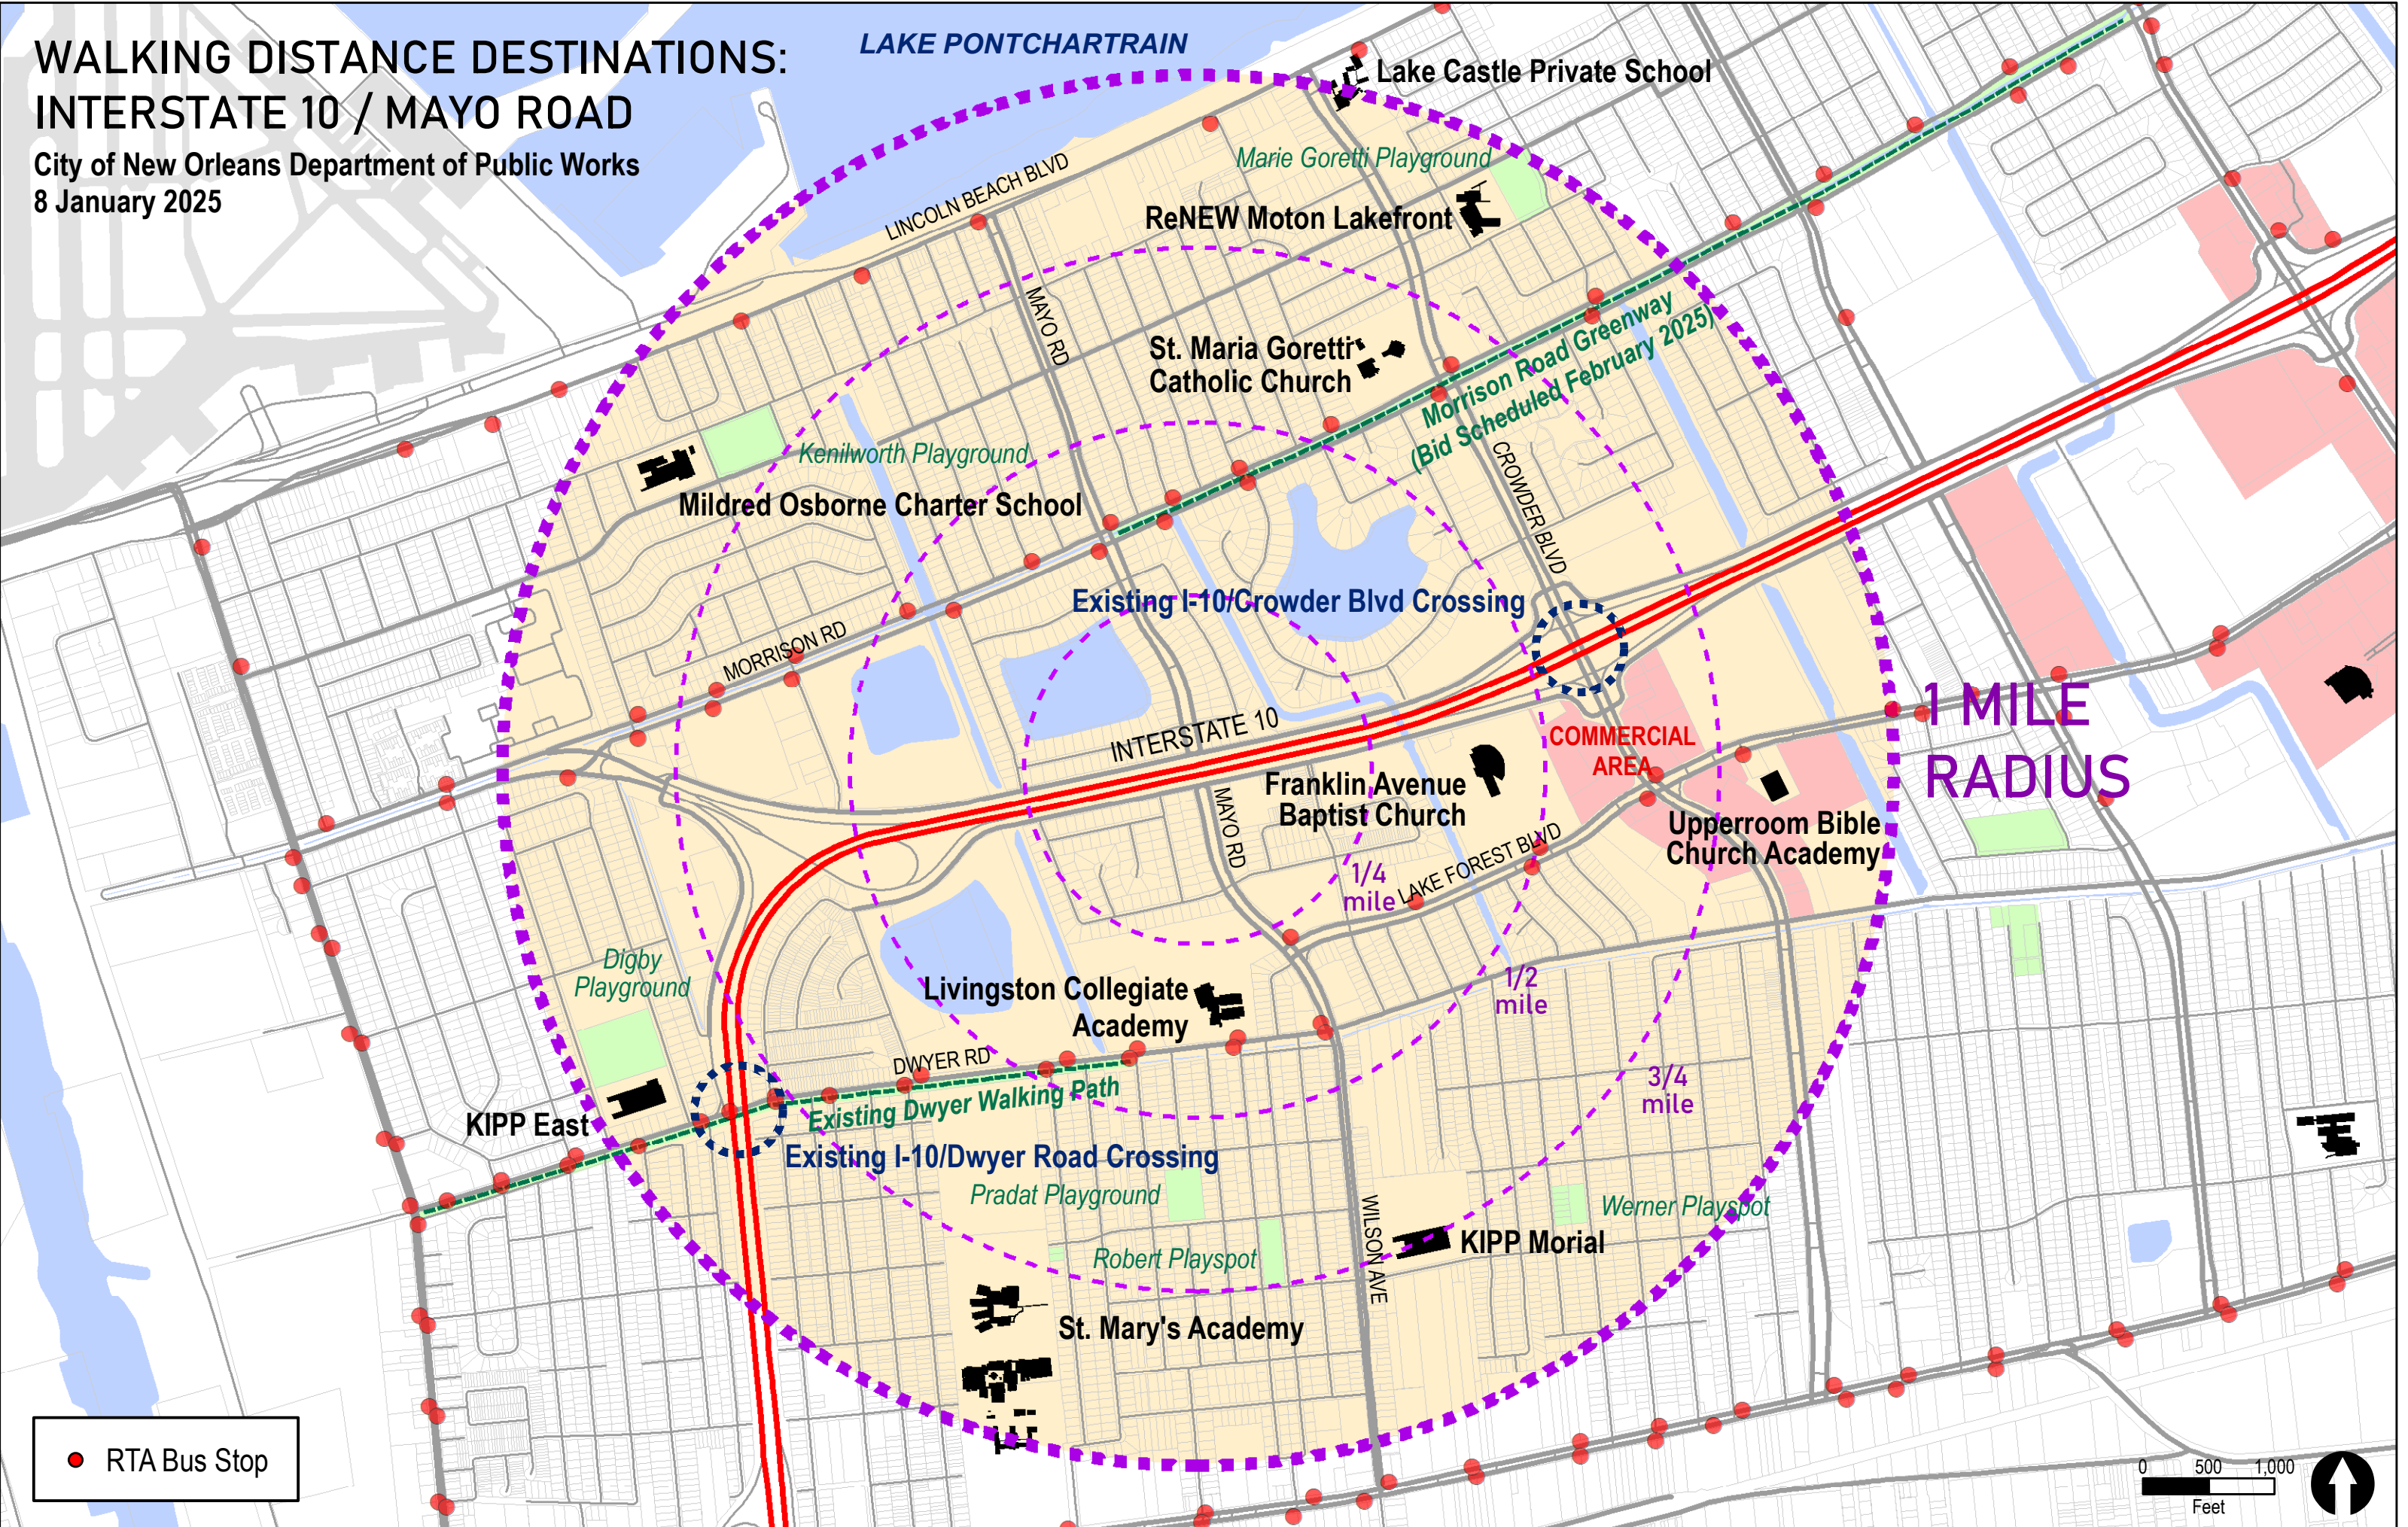 WALKING DISTANCE DESTINATIONS:
INTERSTATE 10 / MAYO ROAD
City of New Orleans Department of Public Works
8 January 2025
LAKE PONTCHARTRAIN
Lake Castle Private School
Marie Goretti Playground
LINCOLN BEACH BLVD
ReNEW Moton Lakefront
MAYO RD
St. Maria Goretti
Catholic Church
Morrison Road Greenway
(Bid Scheduled February 2025)
Kenilworth Playground
Mildred Osborne Charter School
CROWDER BLVD
Existing I-10/Crowder Blvd Crossing
MORRISON RD
INTERSTATE 10
COMMERCIAL
AREA
1 MILE
RADIUS
Franklin Avenue
Baptist Church
MAYO RD
Upperroom Bible
Church Academy
LAKE FOREST BLVD
1/4
mile
Digby
Playground
Livingston Collegiate
Academy
1/2
mile
DWYER RD
Existing Dwyer Walking Path
3/4
mile
KIPP East
Existing I-10/Dwyer Road Crossing
Pradat Playground
Werner Playspot
WILSON AVE
KIPP Morial
Robert Playspot
St. Mary's Academy
RTA Bus Stop
0 500 1,000
Feet